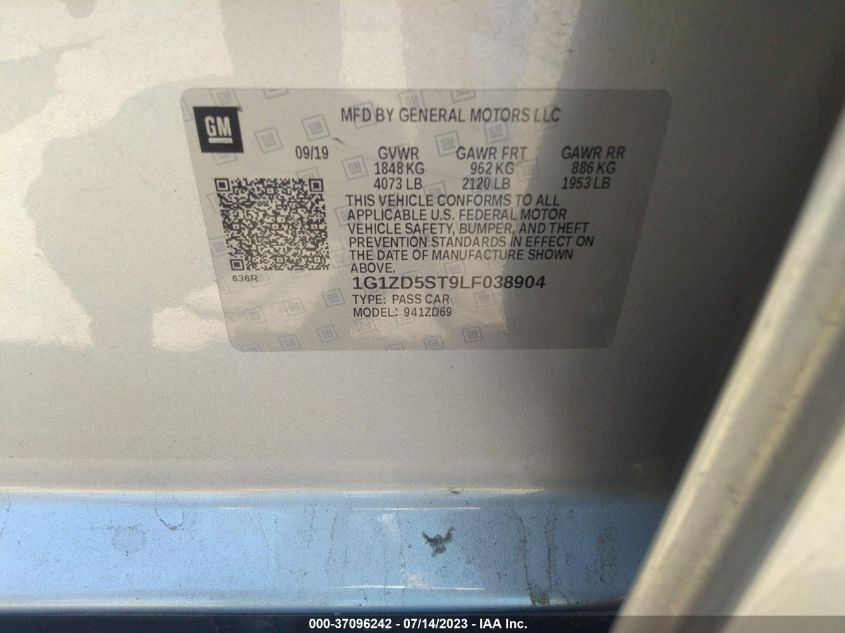 GM
MFD BY GENERAL MOTORS LLC
09/19 GVWR GAWR FRT GAWR RR
1848 KG 962 KG 886 KG
4073 LB 2120 LB 1953 LB
THIS VEHICLE CONFORMS TO ALL
APPLICABLE U.S. FEDERAL MOTOR
VEHICLE SAFETY, BUMPER, AND THEFT
PREVENTION STANDARDS IN EFFECT ON
THE DATE OF MANUFACTURE SHOWN
ABOVE.
636R
1G1ZD5ST9LF038904
TYPE: PASS CAR
MODEL: 941ZD69
000-37096242 / 07/14/2023 - IAA Inc.